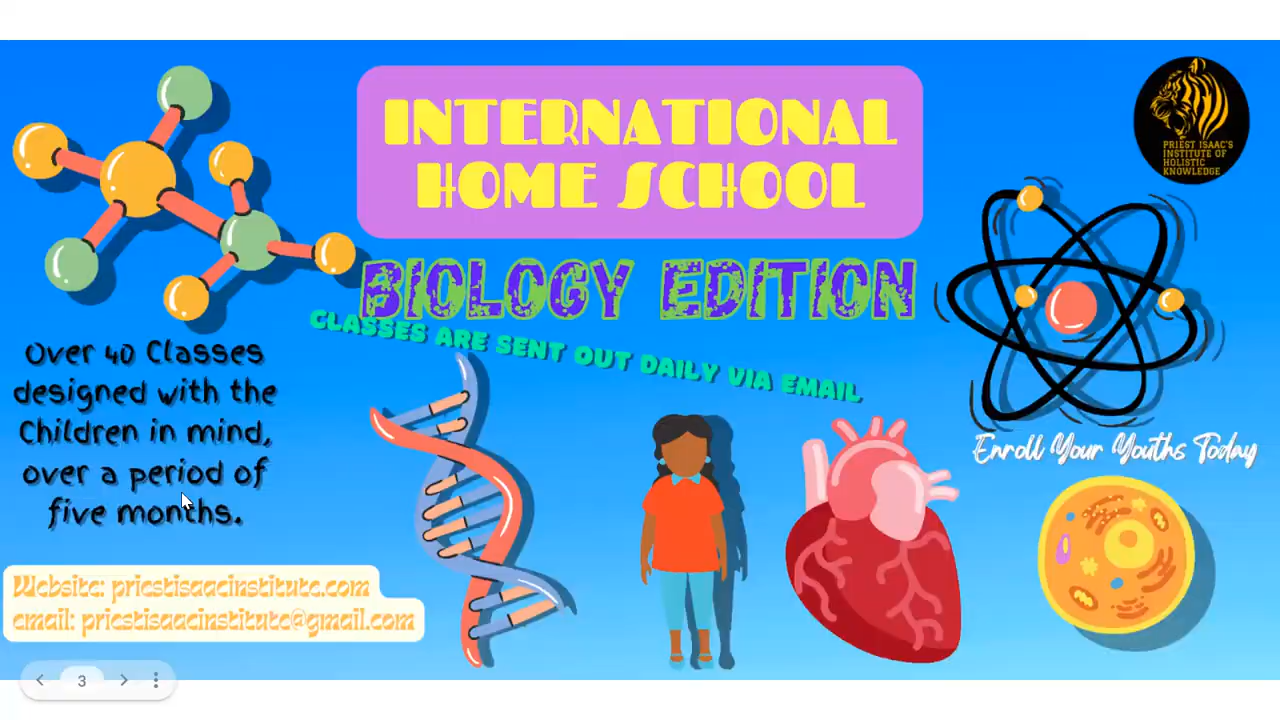 INTERNATIONAL
HOME SCHOOL
PRIEST ISAAC'S
INSTITUTE OF
HOLISTIC
KNOWLEDGE
BIOLOGY EDITION
CLASSES ARE SENT OUT DAILY VIA EMAIL
Over 40 Classes
designed with the
Children in mind,
over a period of
five months.
Enroll Your Youths Today
Website: priestisaacinstitute.com
email: priestisaacinstitute@gmail.com
3